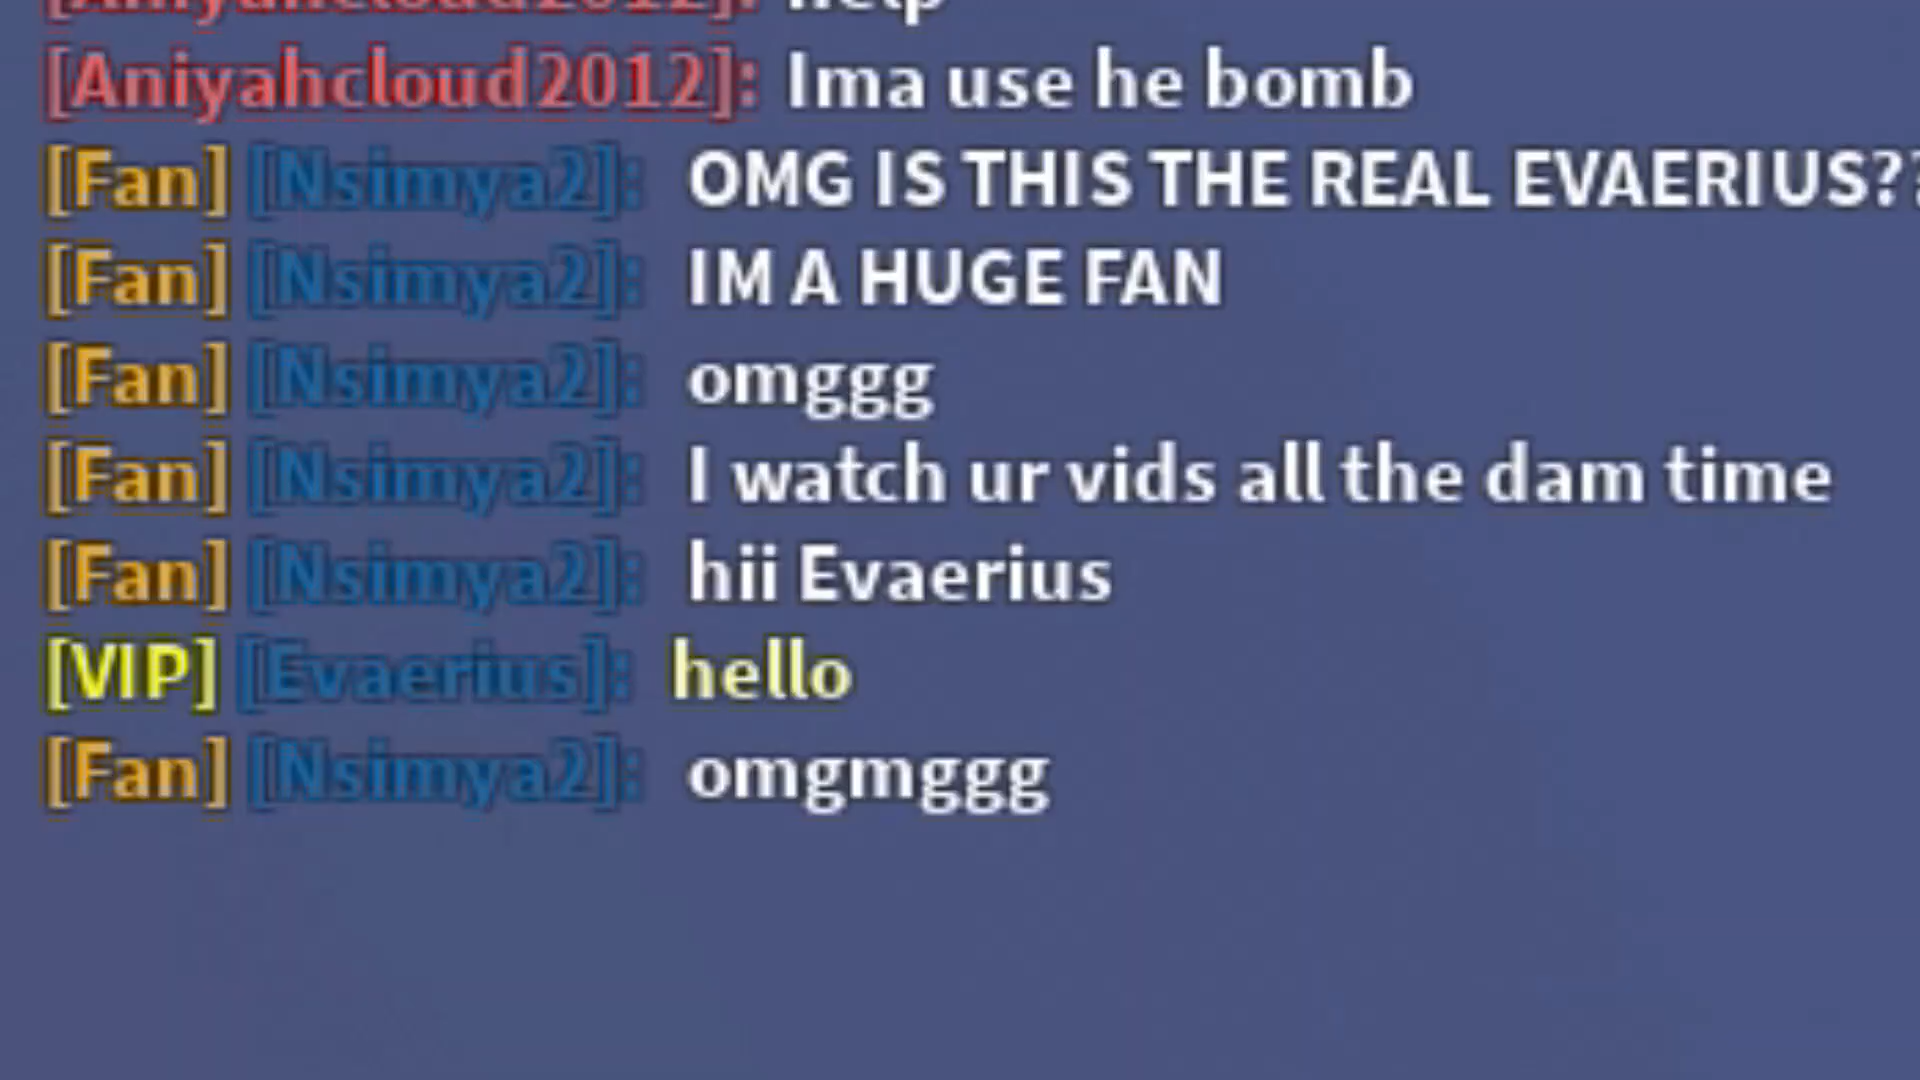 [Aniyahcloud2012]: help
[Aniyahcloud2012]: Ima use he bomb
[Fan] [Nsimya2]: OMG IS THIS THE REAL EVAERIUS??
[Fan] [Nsimya2]: IM A HUGE FAN
[Fan] [Nsimya2]: omggg
[Fan] [Nsimya2]: I watch ur vids all the dam time
[Fan] [Nsimya2]: hii Evaerius
[VIP] [Evaerius]: hello
[Fan] [Nsimya2]: omgmggg